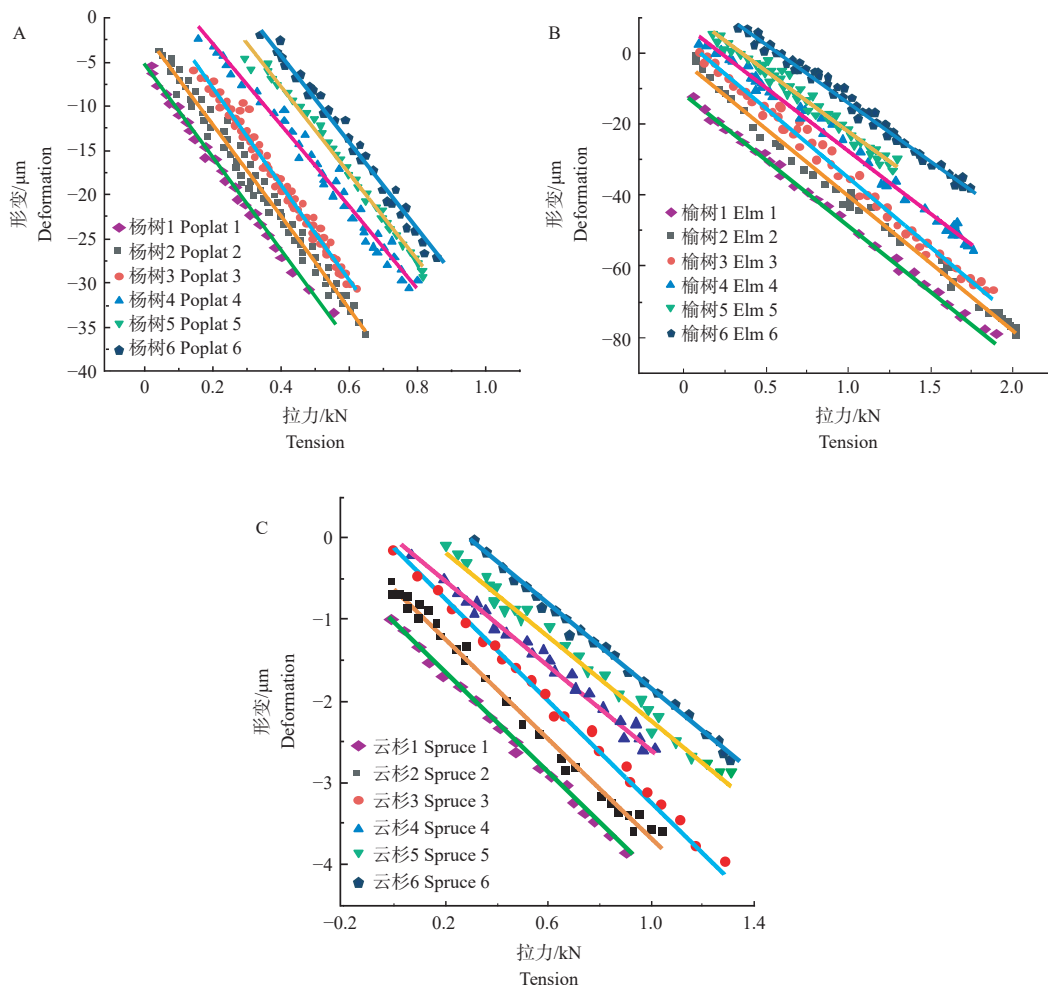 A
0
−5
−10
−15
−20
−25
−30
−35
−40
形变/μm
Deformation
杨树1 Poplat 1
杨树2 Poplat 2
杨树3 Poplat 3
杨树4 Poplat 4
杨树5 Poplat 5
杨树6 Poplat 6
0 0.2 0.4 0.6 0.8 1.0
拉力/kN
Tension
B
0
−20
−40
−60
−80
形变/μm
Deformation
榆树1 Elm 1
榆树2 Elm 2
榆树3 Elm 3
榆树4 Elm 4
榆树5 Elm 5
榆树6 Elm 6
0 0.5 1.0 1.5 2.0
拉力/kN
Tension
C
0
−1
−2
−3
−4
形变/μm
Deformation
云杉1 Spruce 1
云杉2 Spruce 2
云杉3 Spruce 3
云杉4 Spruce 4
云杉5 Spruce 5
云杉6 Spruce 6
−0.2 0.2 0.6 1.0 1.4
拉力/kN
Tension